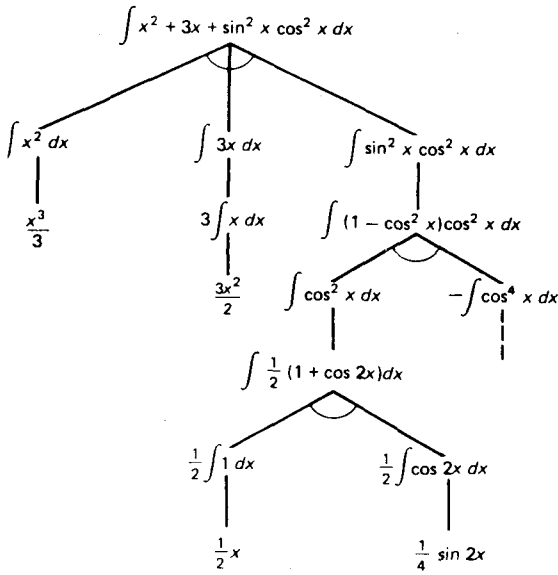 ∫ x² + 3x + sin² x cos² x dx
∫ x² dx
∫ 3x dx
∫ sin² x cos² x dx
x³/3
3 ∫ x dx
∫ (1 − cos² x)cos² x dx
3x²/2
∫ cos² x dx
−∫ cos⁴ x dx
∫ 1/2 (1 + cos 2x)dx
1/2 ∫ 1 dx
1/2 ∫ cos 2x dx
1/2 x
1/4 sin 2x